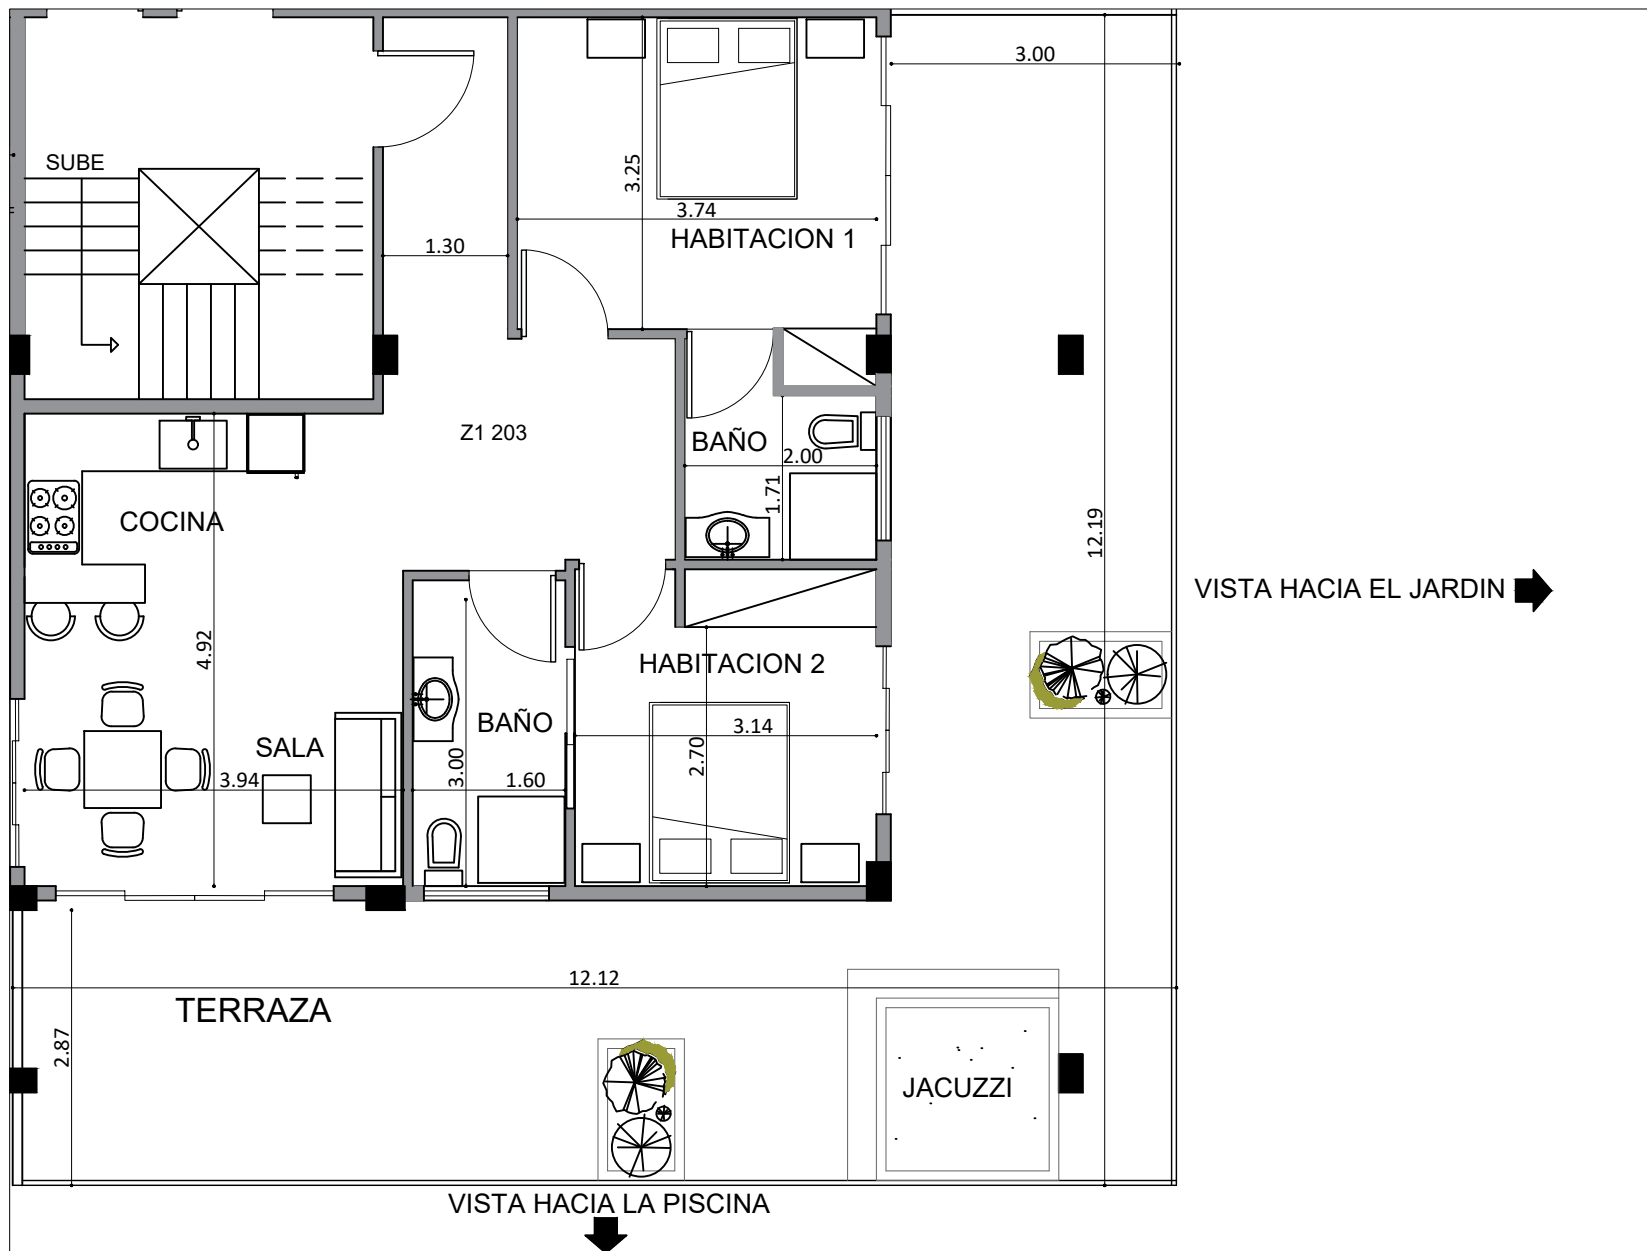 3.00
SUBE
3.25
3.74
HABITACION 1
1.30
Z1 203
BAÑO
2.00
1.71
COCINA
12.19
VISTA HACIA EL JARDIN
4.92
HABITACION 2
BAÑO
3.14
SALA
2.70
3.00
3.94
1.60
12.12
TERRAZA
2.87
JACUZZI
VISTA HACIA LA PISCINA